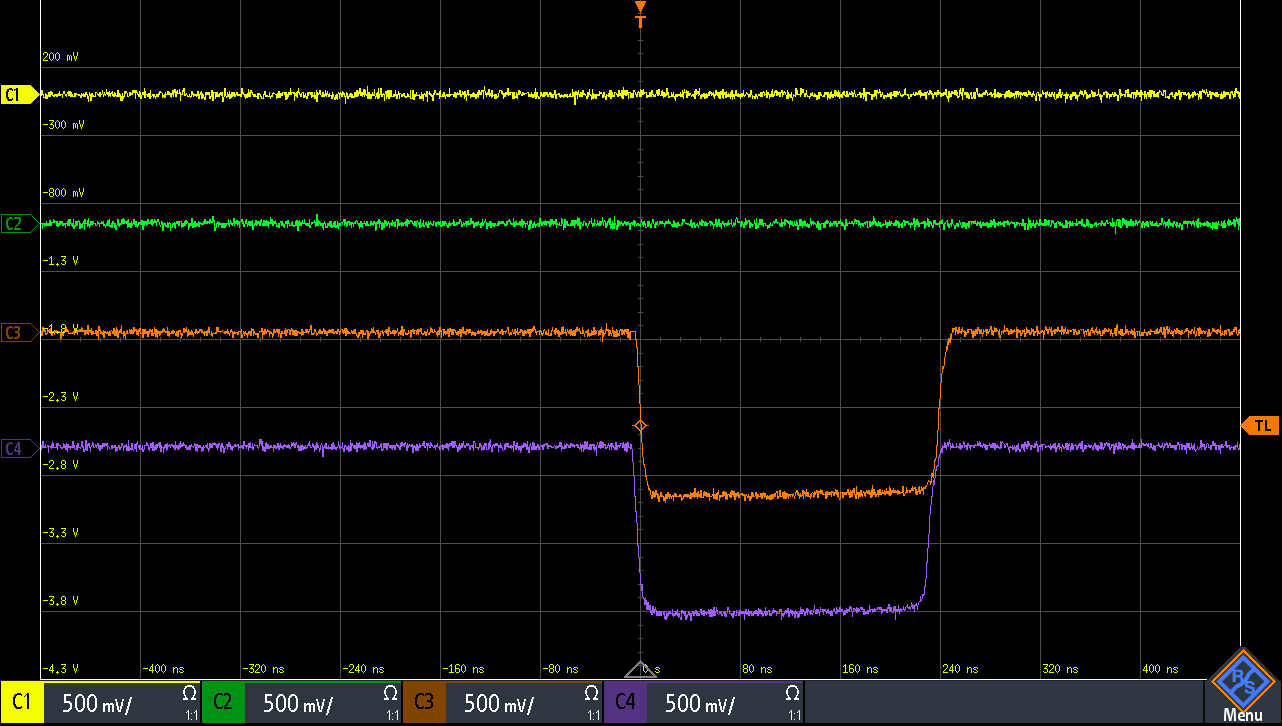 T
200 mV
C1
-300 mV
-800 mV
C2
-1.3 V
C3
-1.8 V
-2.3 V
TL
C4
-2.8 V
-3.3 V
-3.8 V
-4.3 V -400 ns -320 ns -240 ns -160 ns -80 ns 0 s 80 ns 160 ns 240 ns 320 ns 400 ns
C1 500 mV/ Ω 1:1 C2 500 mV/ Ω 1:1 C3 500 mV/ Ω 1:1 C4 500 mV/ Ω 1:1
R S
Menu